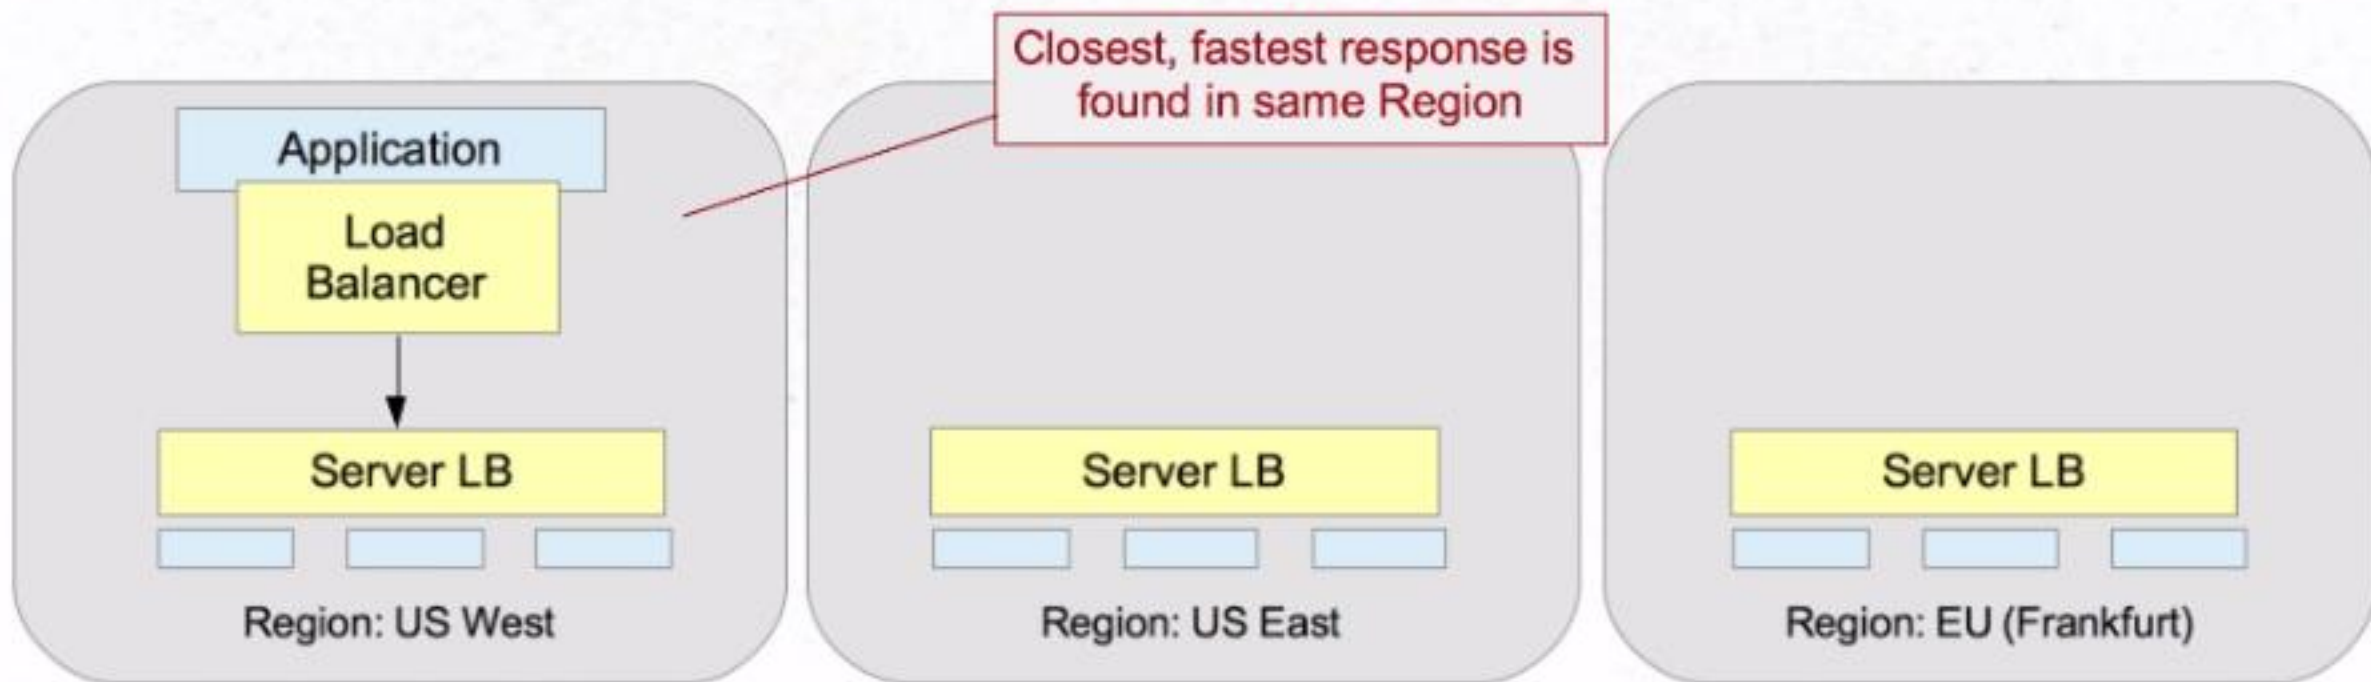 Closest, fastest response is
found in same Region
Application
Load
Balancer
Server LB
Region: US West
Server LB
Region: US East
Server LB
Region: EU (Frankfurt)